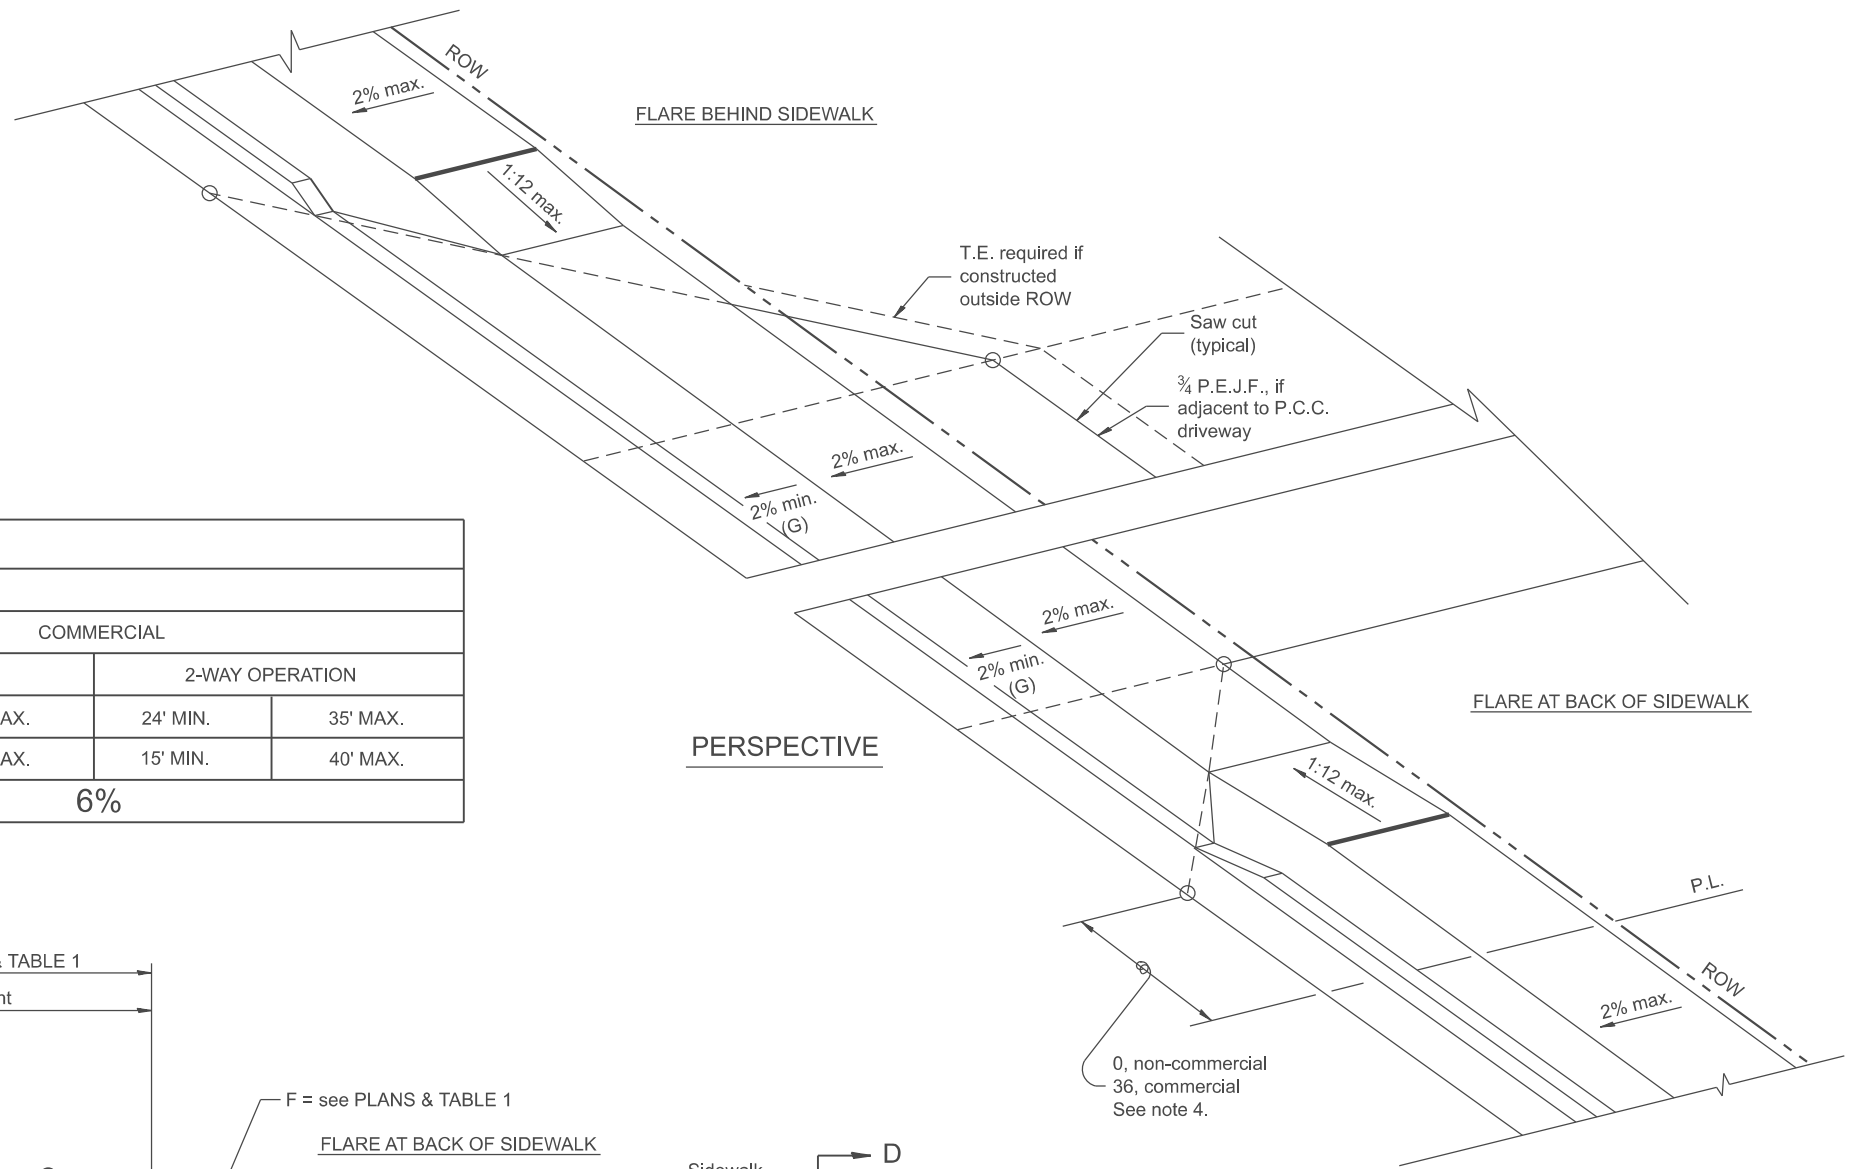 ROW
2% max.
FLARE BEHIND SIDEWALK
1:12 max.
T.E. required if
constructed
outside ROW
Saw cut
(typical)
¾ P.E.J.F., if
adjacent to P.C.C.
driveway
2% max.
2% min.
(G)
2% max.
2% min.
(G)
FLARE AT BACK OF SIDEWALK
PERSPECTIVE
1:12 max.
P.L.
ROW
2% max.
0, non-commercial
36, commercial
See note 4.
COMMERCIAL
2-WAY OPERATION
AX. 24' MIN. 35' MAX.
AX. 15' MIN. 40' MAX.
6%
& TABLE 1
nt
F = see PLANS & TABLE 1
FLARE AT BACK OF SIDEWALK
Sidewalk
D